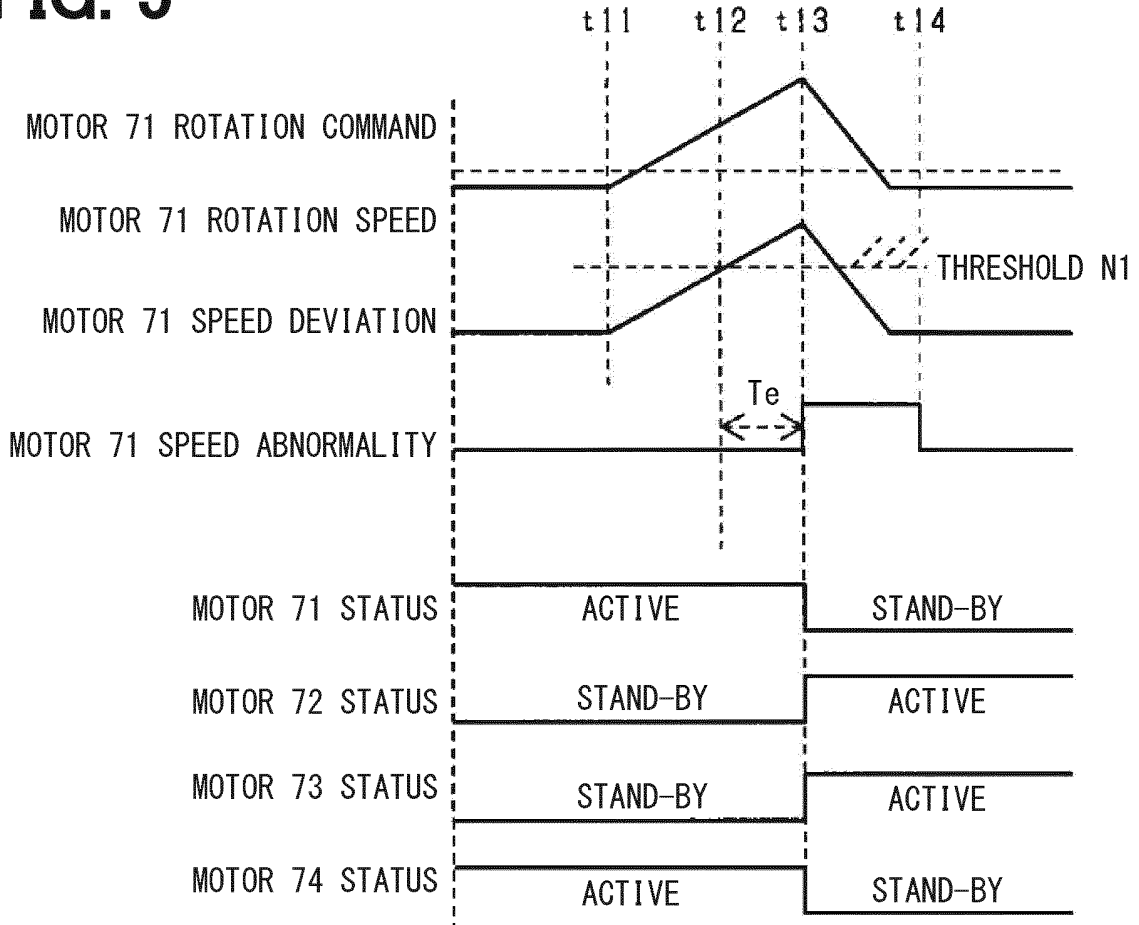 t11 t12 t13 t14
MOTOR 71 ROTATION COMMAND
MOTOR 71 ROTATION SPEED
THRESHOLD N1
MOTOR 71 SPEED DEVIATION
Te
MOTOR 71 SPEED ABNORMALITY
MOTOR 71 STATUS ACTIVE STAND-BY
MOTOR 72 STATUS STAND-BY ACTIVE
MOTOR 73 STATUS STAND-BY ACTIVE
MOTOR 74 STATUS ACTIVE STAND-BY